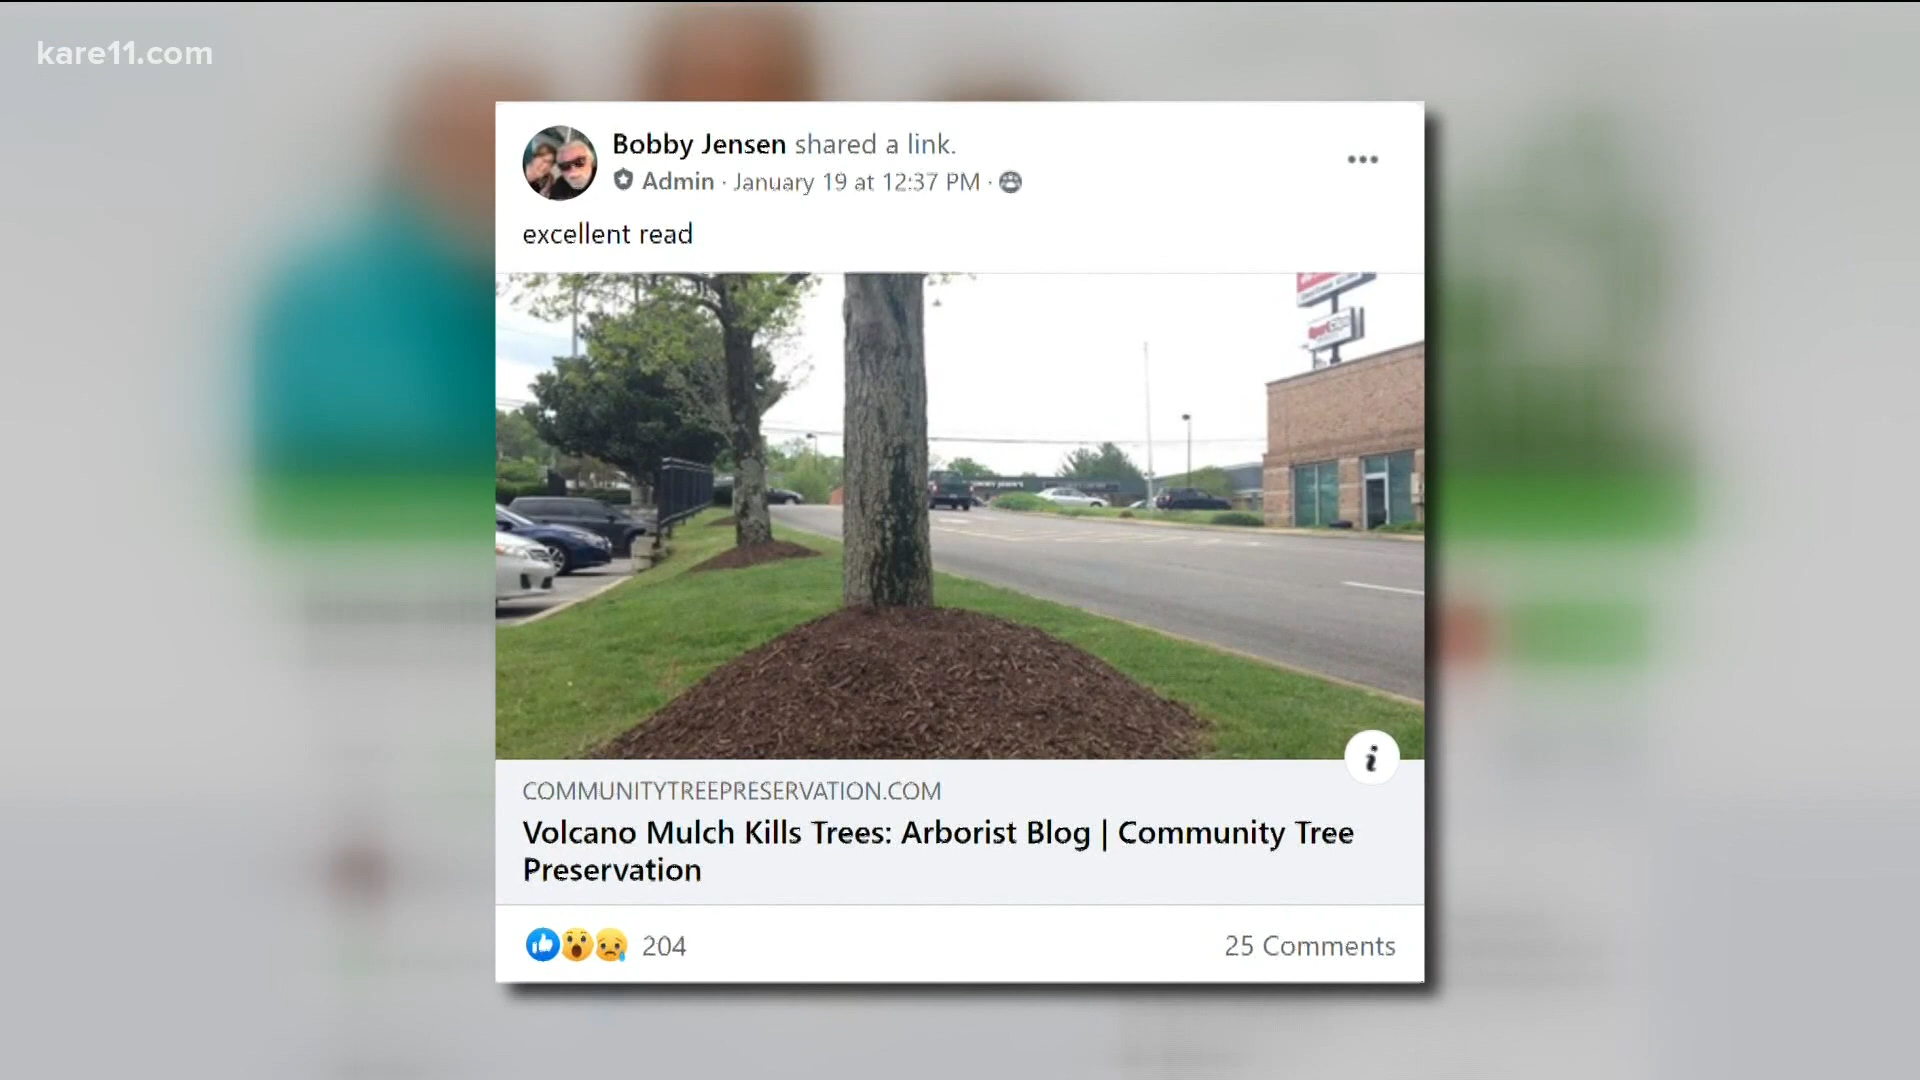 kare11.com
Bobby Jensen shared a link.
Admin · January 19 at 12:37 PM ·
excellent read
COMMUNITYTREEPRESERVATION.COM
Volcano Mulch Kills Trees: Arborist Blog | Community Tree
Preservation
204
25 Comments